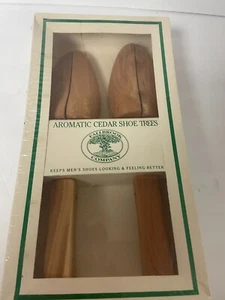 AROMATIC CEDAR SHOE TREES
FALLBROOK
COMPANY
KEEPS MEN'S SHOES LOOKING & FEELING BETTER